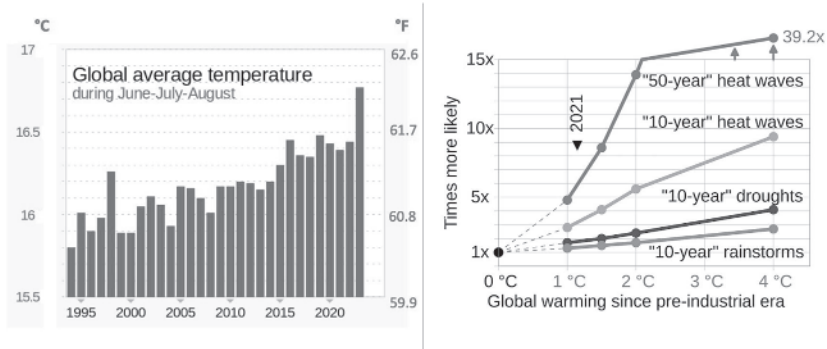 °C
°F
17
62.6
Global average temperature
during June-July-August
16.5
61.7
16
60.8
15.5
59.9
1995 2000 2005 2010 2015 2020
39.2x
15x
"50-year" heat waves
2021
"10-year" heat waves
10x
Times more likely
5x
"10-year" droughts
1x
"10-year" rainstorms
0 °C 1 °C 2 °C 3 °C 4 °C
Global warming since pre-industrial era